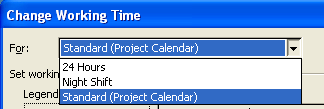 Change Working Time
For: Standard (Project Calendar)
24 Hours
Night Shift
Standard (Project Calendar)
Set workin
Legend